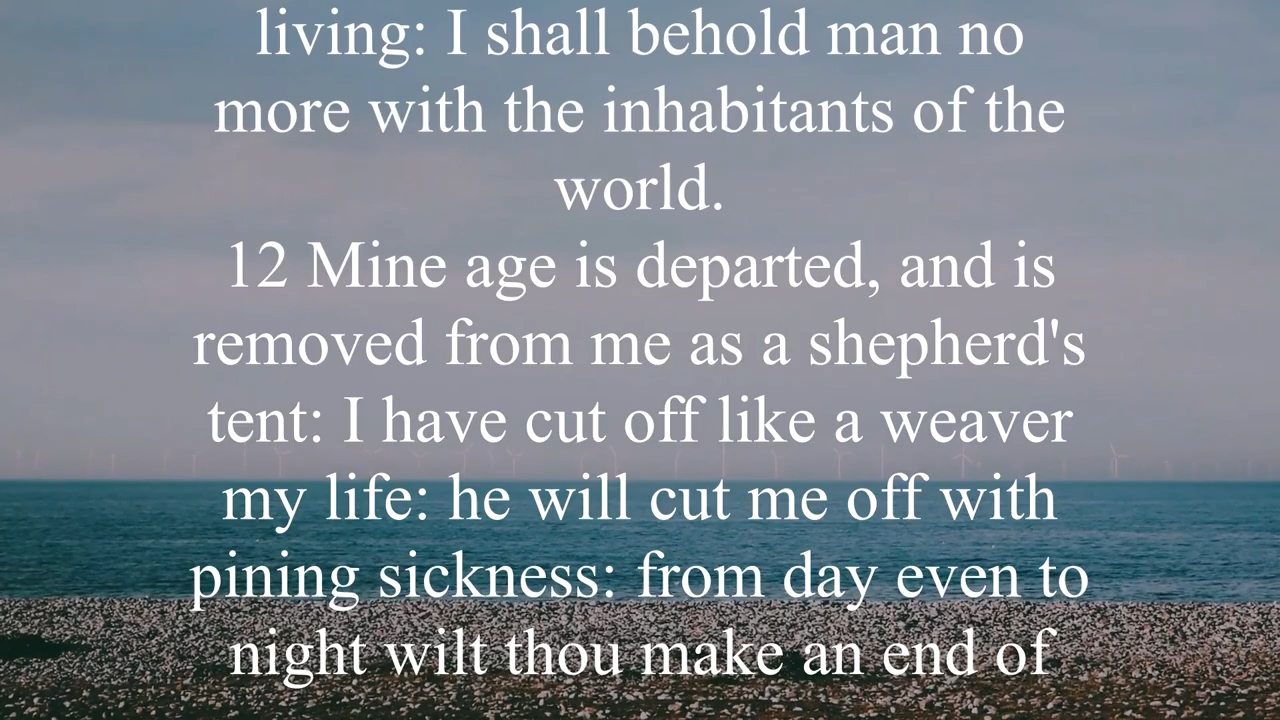 living: I shall behold man no
more with the inhabitants of the
world.
12 Mine age is departed, and is
removed from me as a shepherd's
tent: I have cut off like a weaver
my life: he will cut me off with
pining sickness: from day even to
night wilt thou make an end of